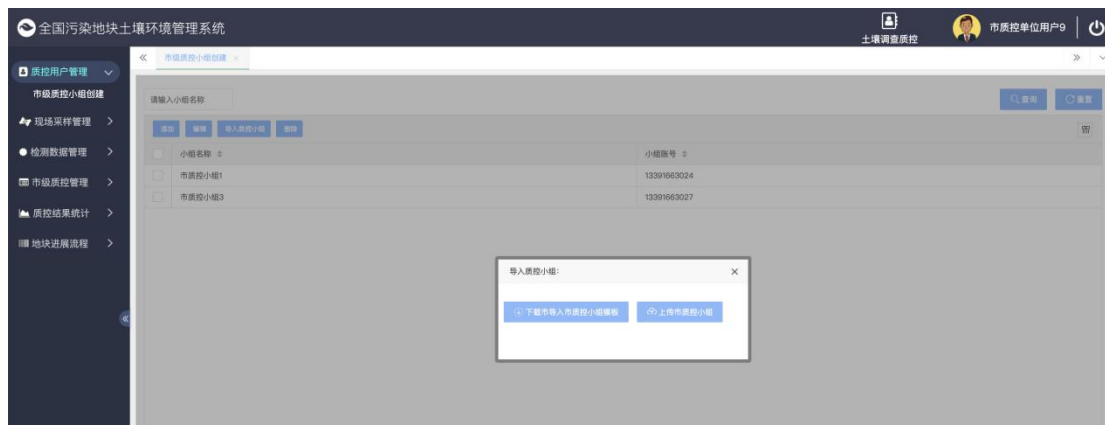 全国污染地块土壤环境管理系统
土壤调查质控
市质控单位用户9
质控用户管理
市级质控小组创建
现场采样管理
检测数据管理
市级质控管理
质控结果统计
地块进展流程
市级质控小组创建
请输入小组名称
查询
重置
添加 编辑 导入质控小组 删除
小组名称 小组账号
市质控小组1 13391663024
市质控小组3 13391663027
导入质控小组:
下载市导入市质控小组模板 上传市质控小组